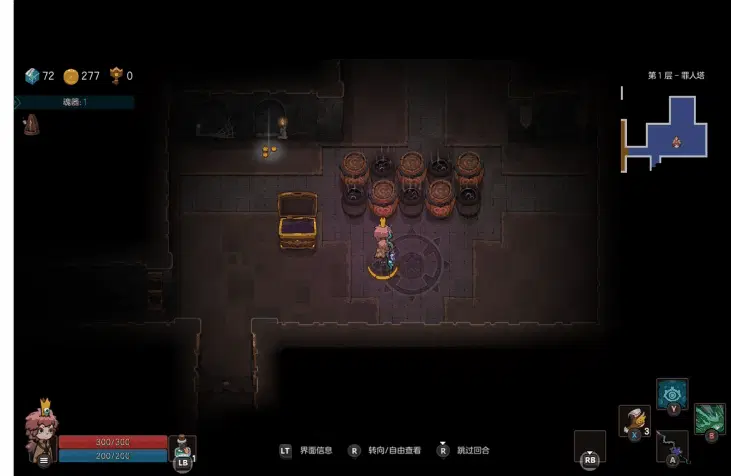 72 277 0
魂器: 1
第 1 层 - 罪人塔
300/300
200/200
LB
1
LT 界面信息 R 转向/自由查看 R 跳过回合
RB
X
3
Y
A
B